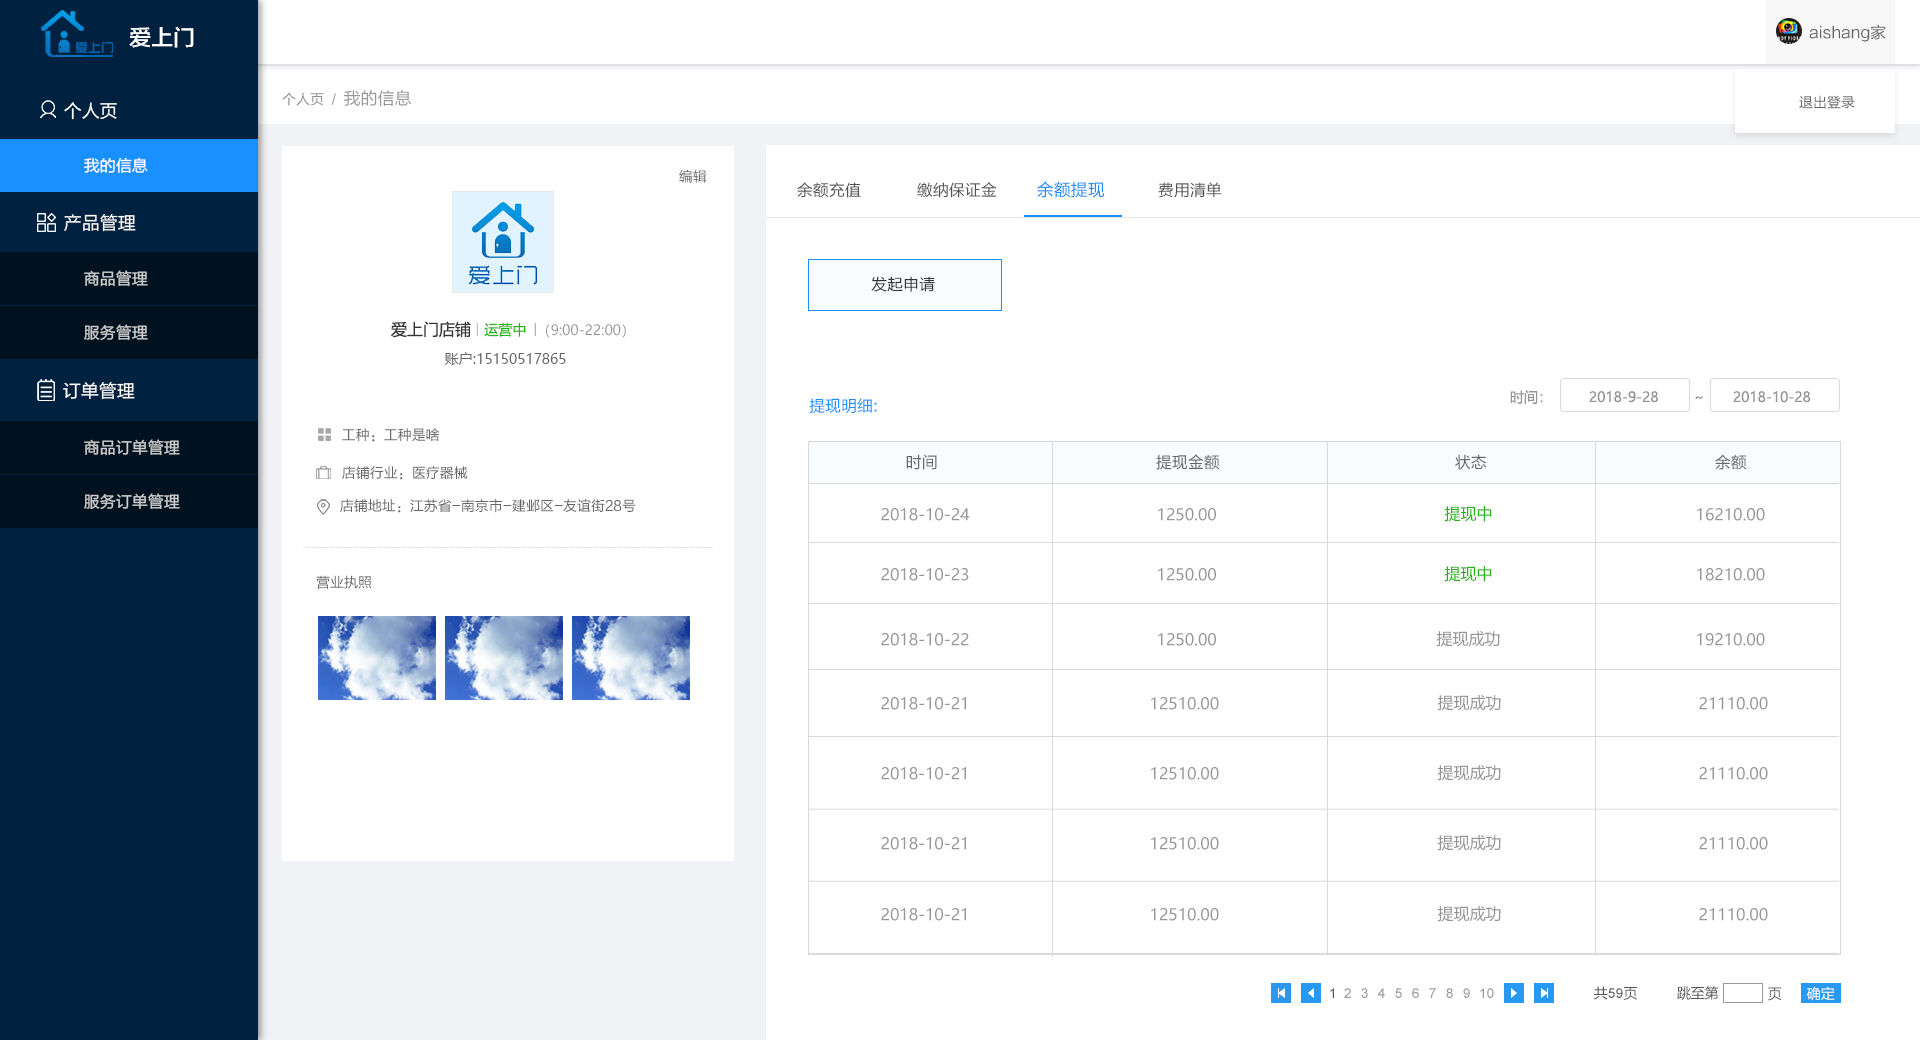 爱上门
爱上门
aishang家
退出登录
个人页 / 我的信息
个人页
我的信息
产品管理
商品管理
服务管理
订单管理
商品订单管理
服务订单管理
编辑
爱上门
爱上门店铺 | 运营中 | (9:00-22:00)
账户:15150517865
工种：工种是啥
店铺行业：医疗器械
店铺地址：江苏省-南京市-建邺区-友谊街28号
营业执照
余额充值 缴纳保证金 余额提现 费用清单
发起申请
时间： 2018-9-28 ~ 2018-10-28
提现明细:
时间 提现金额 状态 余额
2018-10-24 1250.00 提现中 16210.00
2018-10-23 1250.00 提现中 18210.00
2018-10-22 1250.00 提现成功 19210.00
2018-10-21 12510.00 提现成功 21110.00
2018-10-21 12510.00 提现成功 21110.00
2018-10-21 12510.00 提现成功 21110.00
2018-10-21 12510.00 提现成功 21110.00
1 2 3 4 5 6 7 8 9 10 共59页 跳至第 页 确定